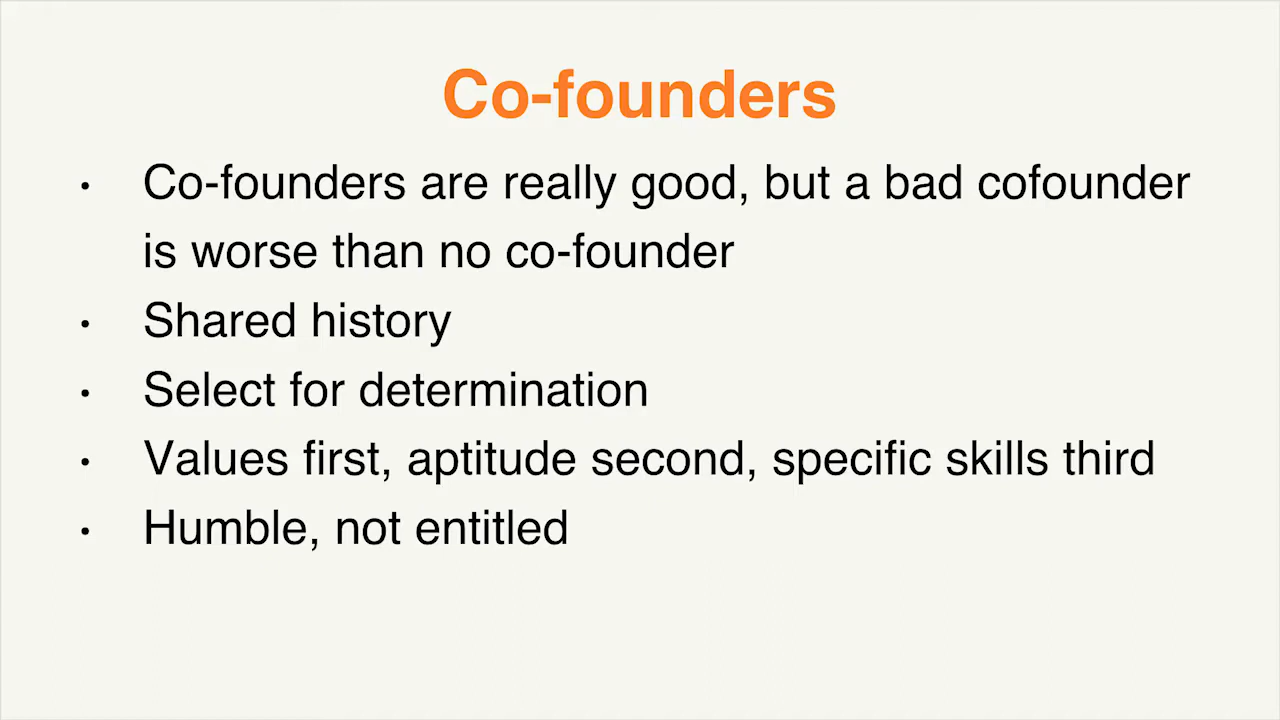 Co-founders
• Co-founders are really good, but a bad cofounder
is worse than no co-founder
• Shared history
• Select for determination
• Values first, aptitude second, specific skills third
• Humble, not entitled